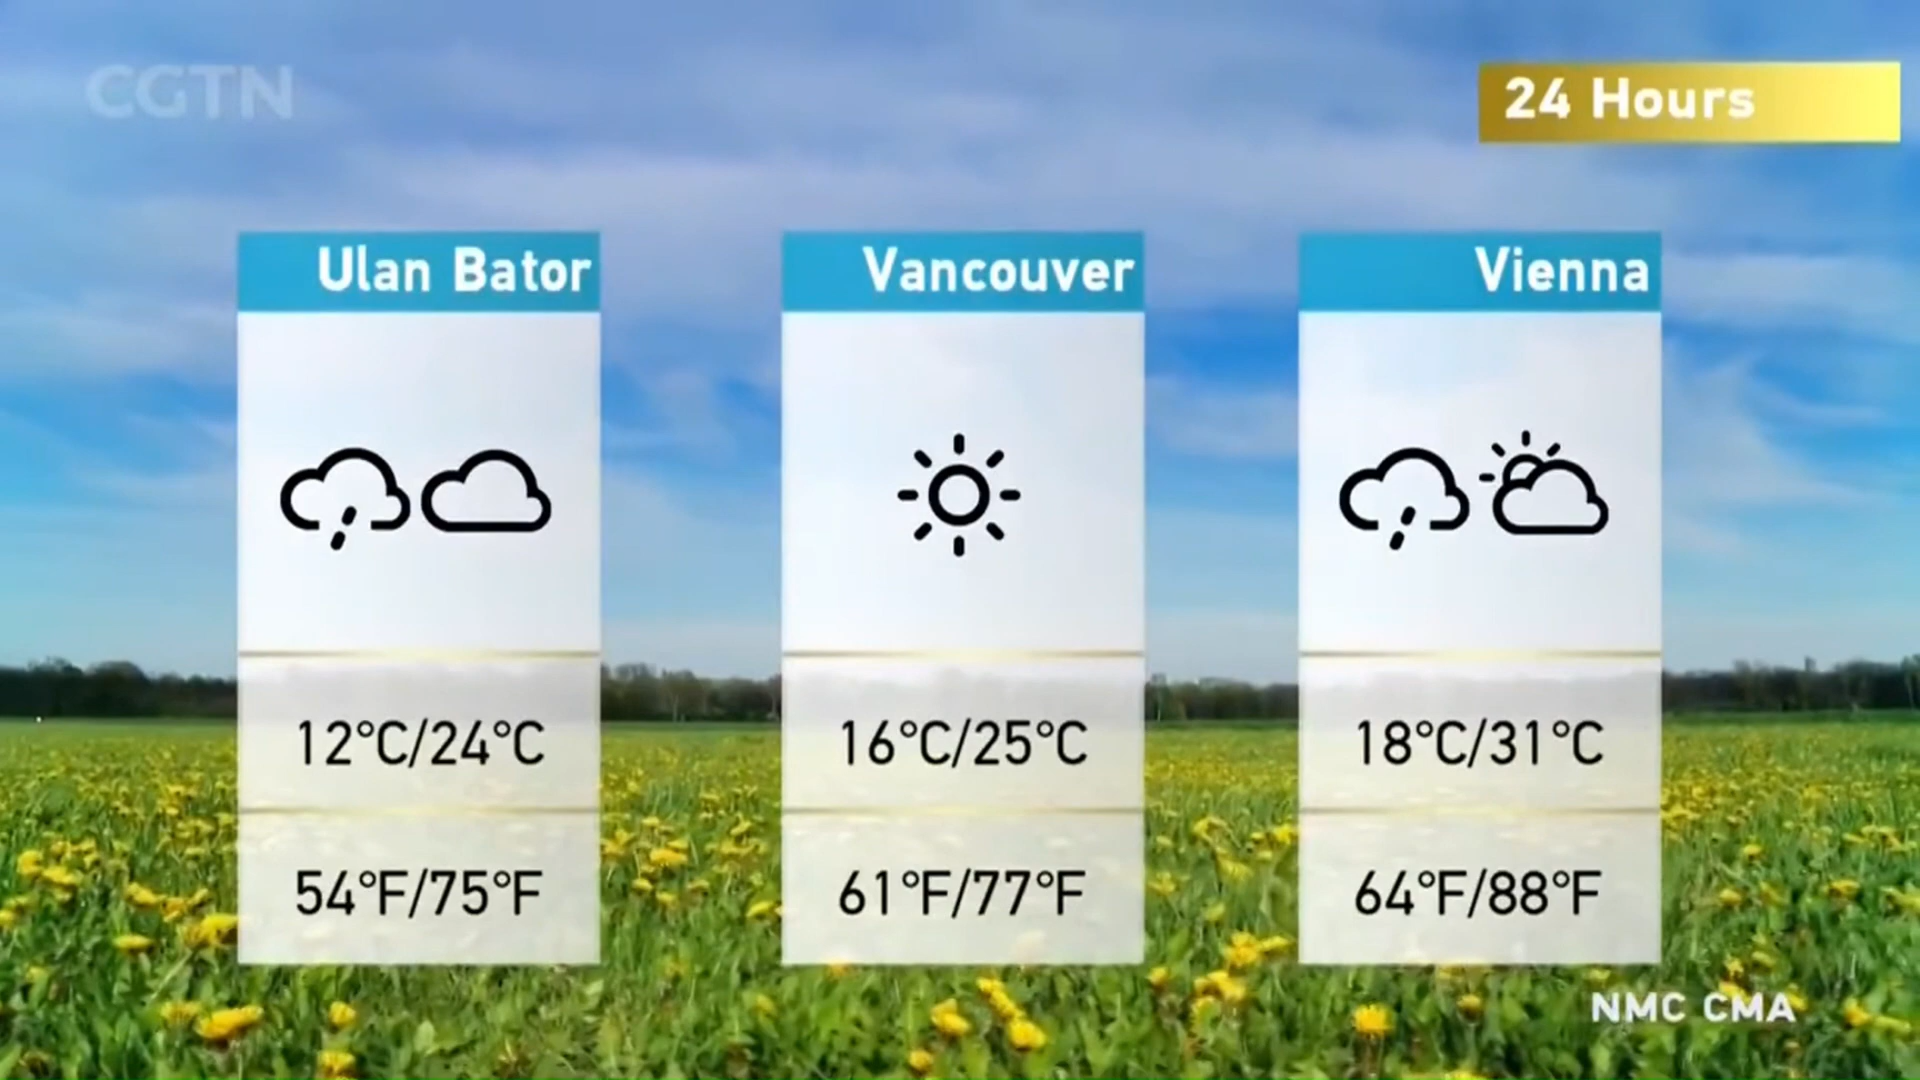 CGTN
24 Hours
Ulan Bator
12°C/24°C
54°F/75°F
Vancouver
16°C/25°C
61°F/77°F
Vienna
18°C/31°C
64°F/88°F
NMC CMA